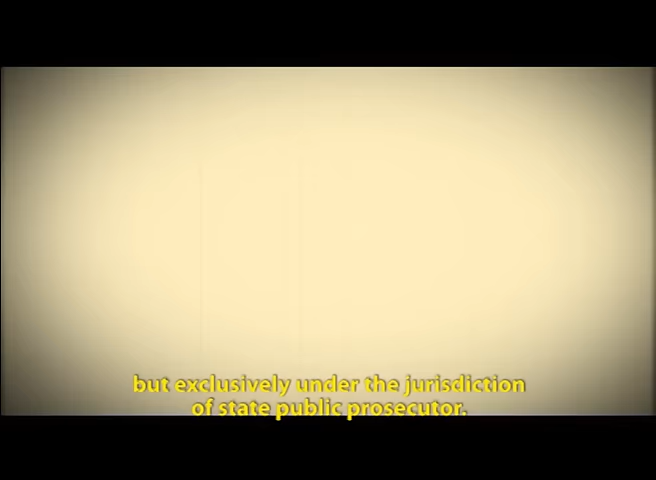 but exclusively under the jurisdiction
of state public prosecutor.